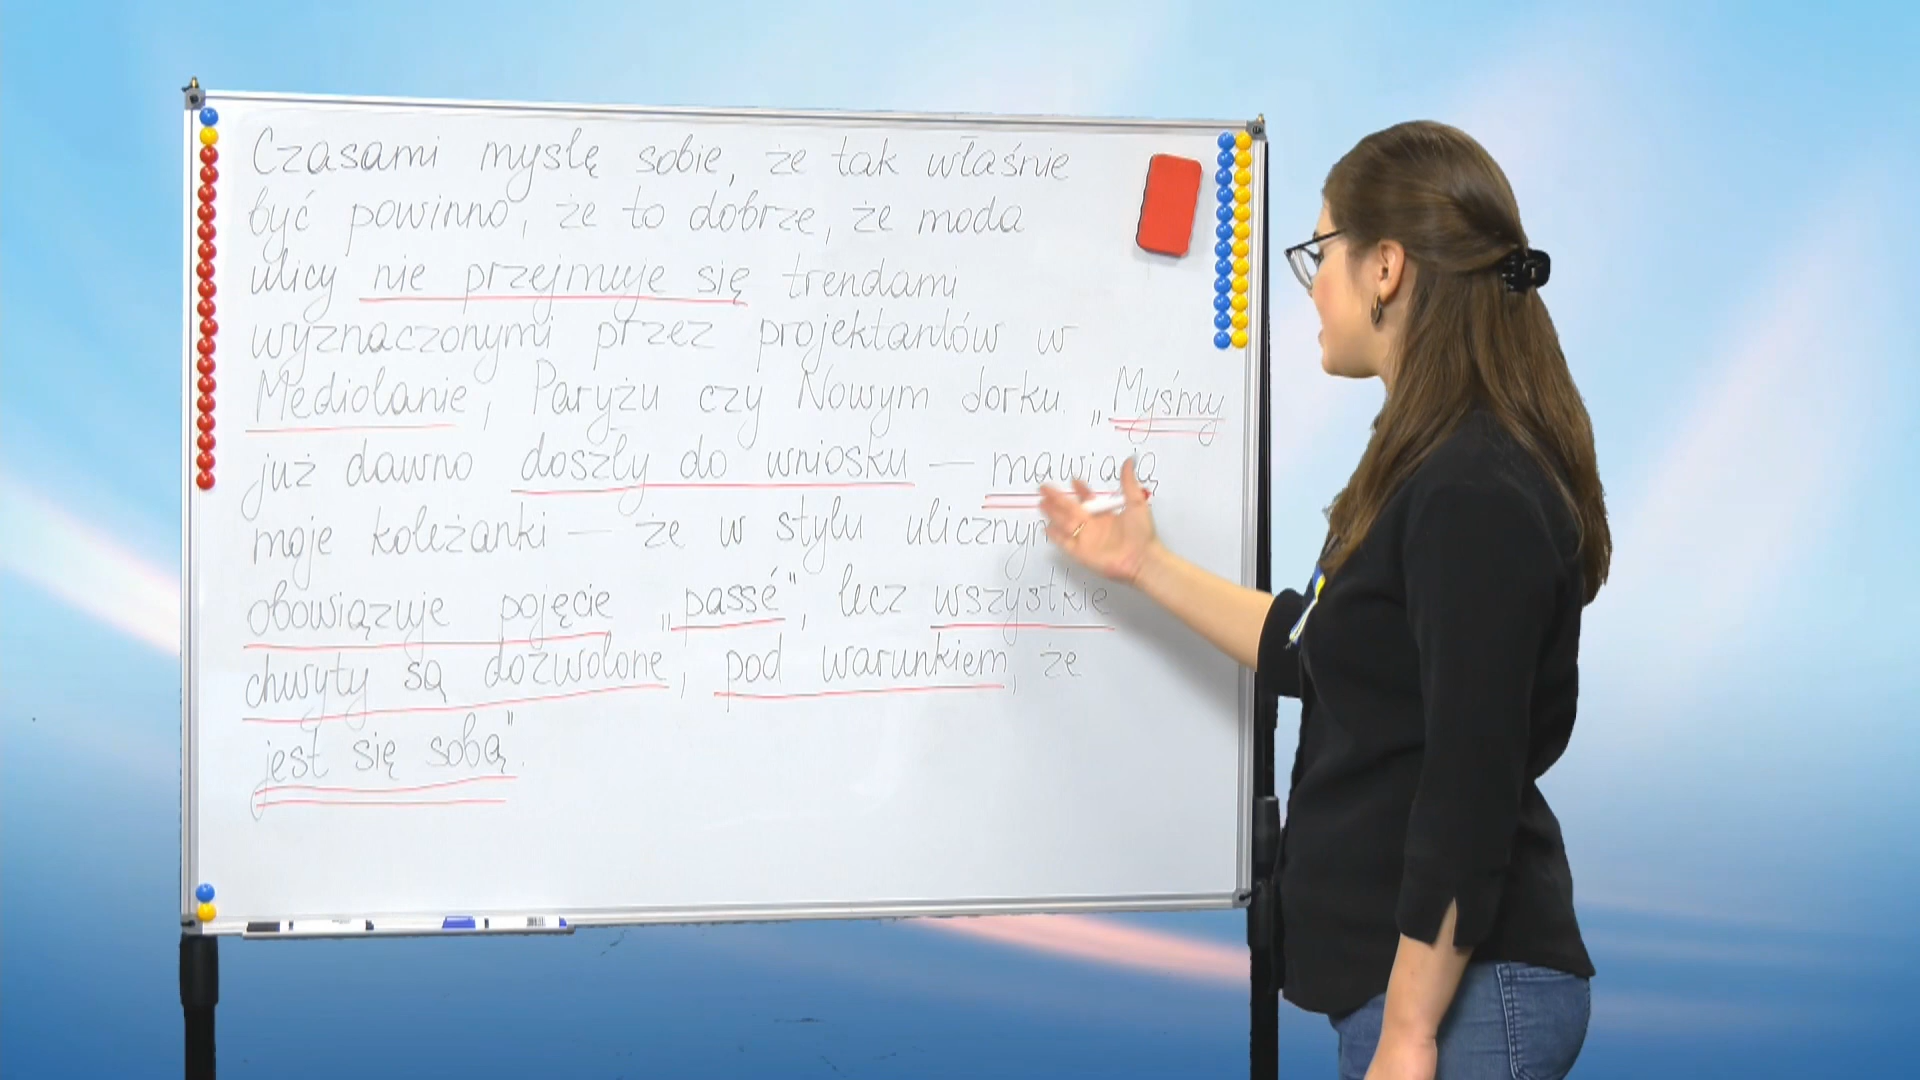 Czasami myślę sobie, że tak właśnie
być powinno, że to dobrze, że moda
ulicy nie przejmuje się trendami
wyznaczonymi przez projektantów w
Mediolanie, Paryżu czy Nowym Jorku. „Myśmy
już dawno doszły do wniosku — mawiają
moje koleżanki — że w stylu ulicznym
obowiązuje pojęcie „passé”, lecz wszystkie
chwyty są dozwolone, pod warunkiem, że
jest się sobą”.